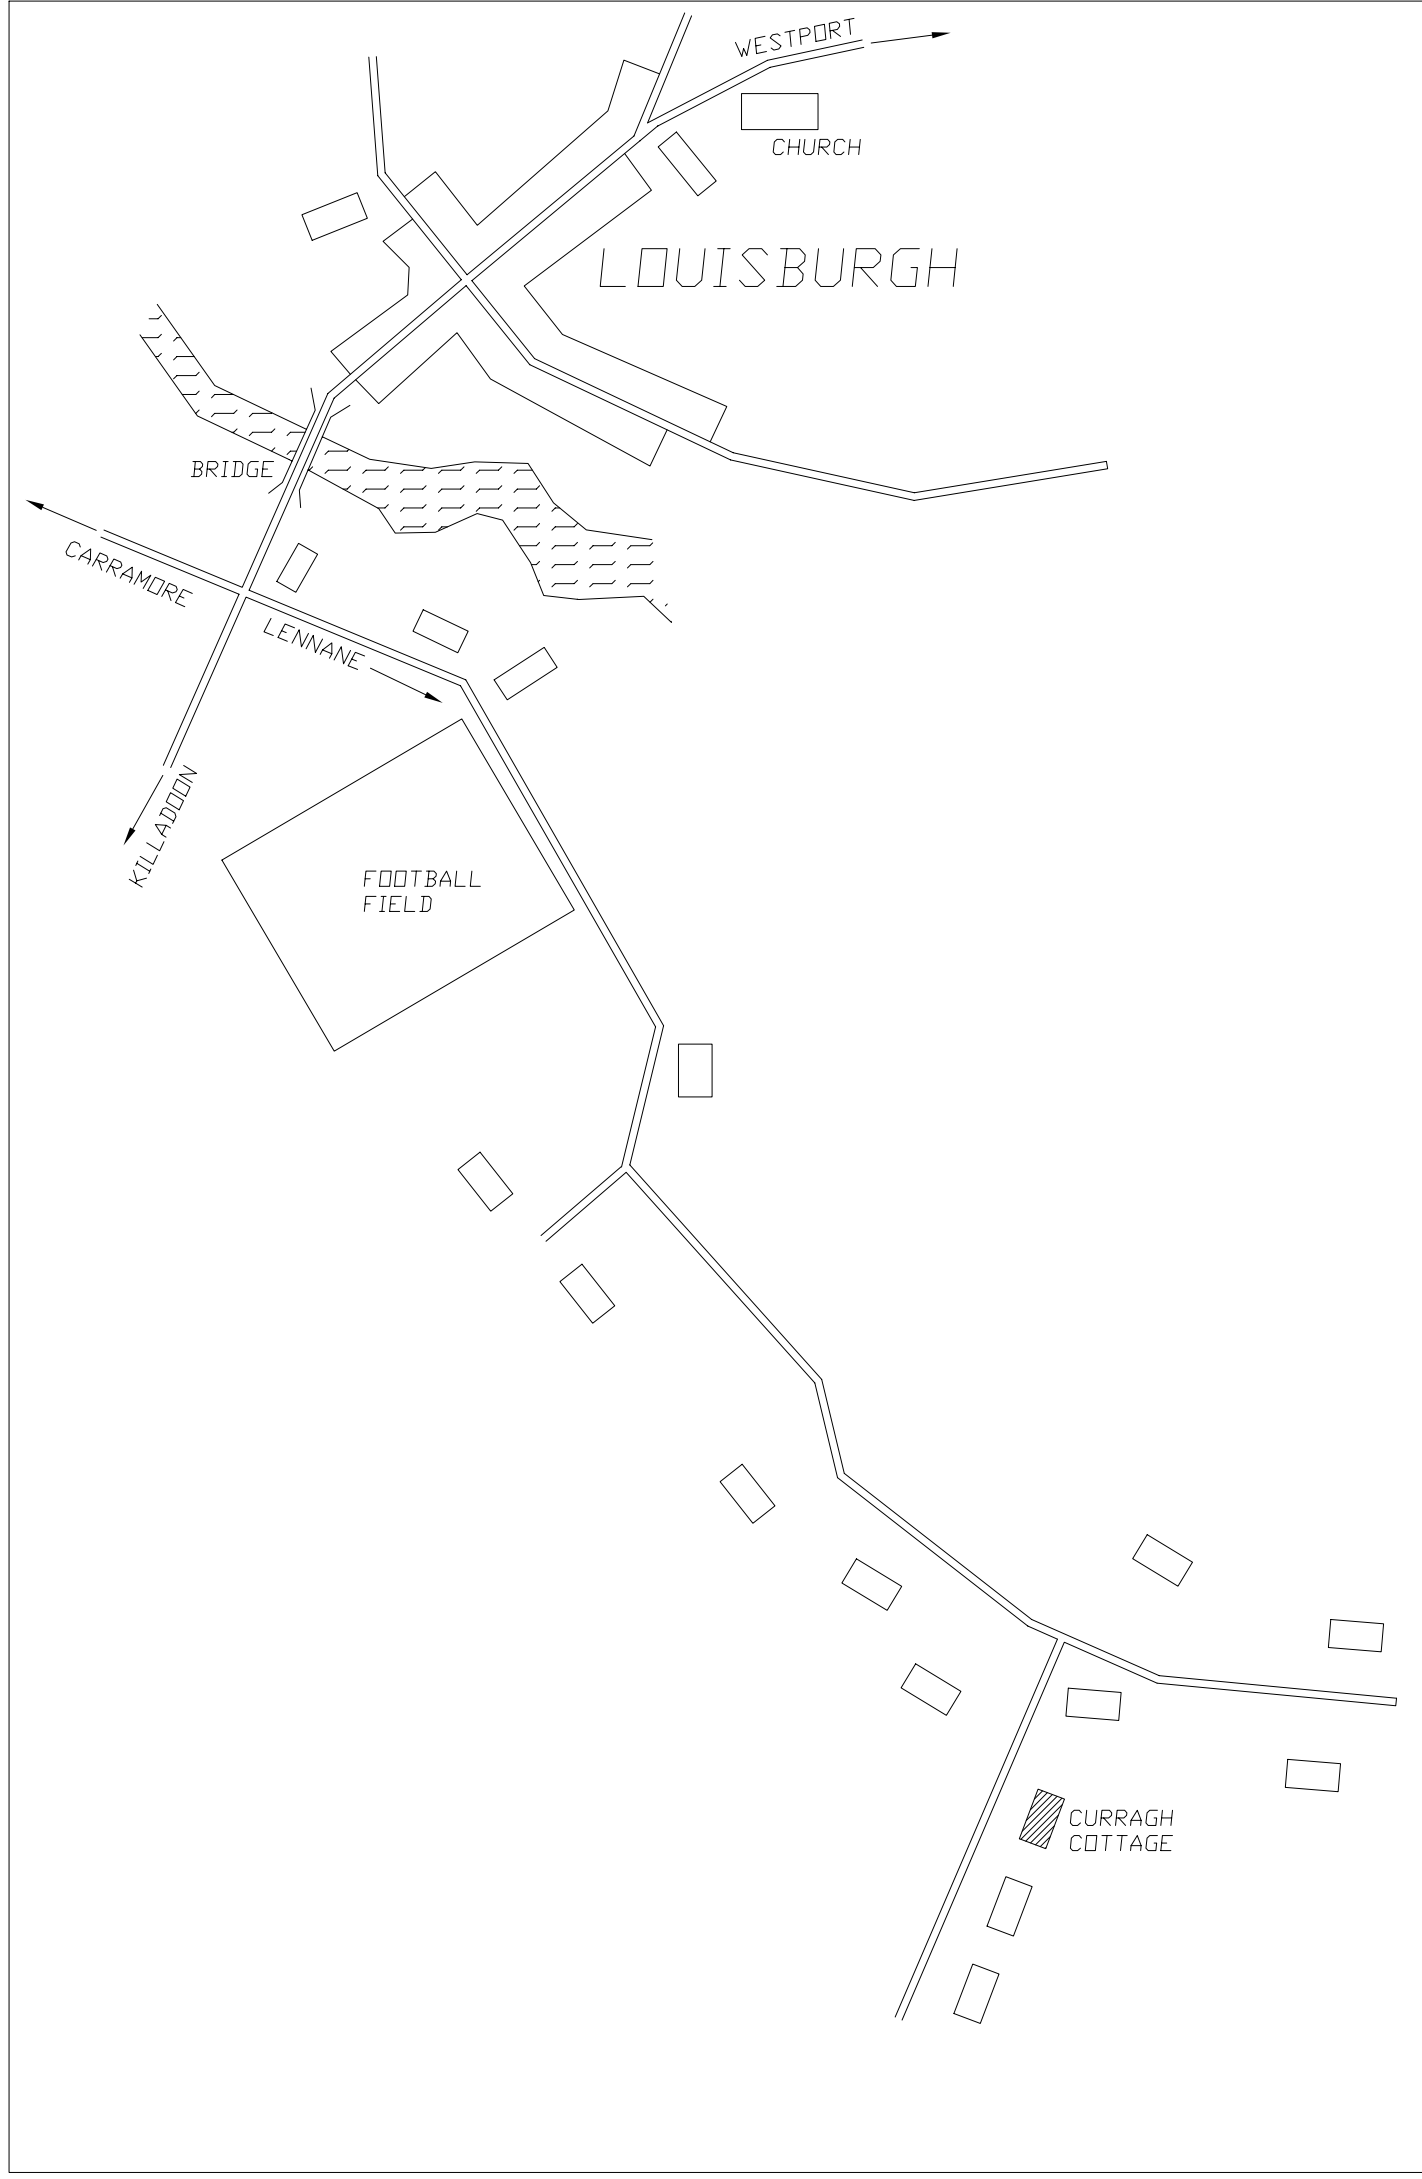 WESTPORT
CHURCH
LOUISBURGH
BRIDGE
CARRAMORE
LENNANE
KILLADOON
FOOTBALL
FIELD
CURRAGH
COTTAGE